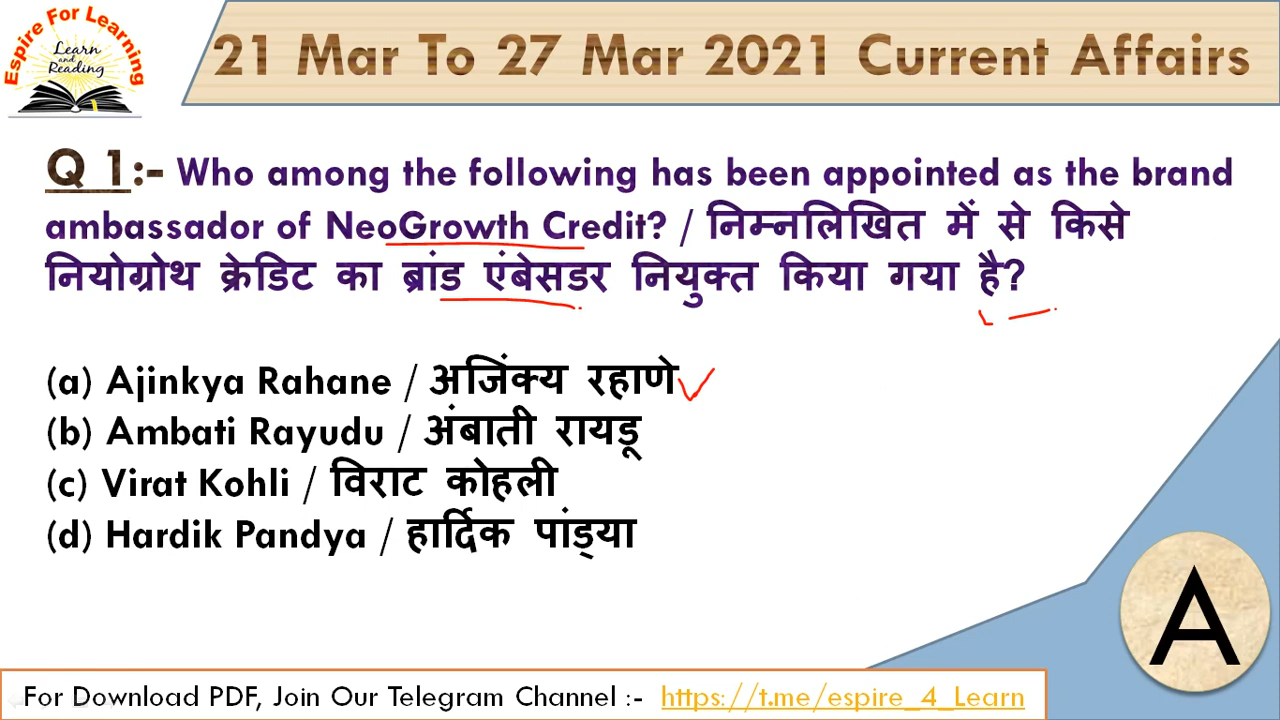 Espire For Learning
Learn
and
Reading
21 Mar To 27 Mar 2021 Current Affairs
Q 1:- Who among the following has been appointed as the brand
ambassador of NeoGrowth Credit? / निम्नलिखित में से किसे
नियोग्रोथ क्रेडिट का ब्रांड एंबेसडर नियुक्त किया गया है?
(a) Ajinkya Rahane / अजिंक्य रहाणे
(b) Ambati Rayudu / अंबाती रायडू
(c) Virat Kohli / विराट कोहली
(d) Hardik Pandya / हार्दिक पांड्या
A
For Download PDF, Join Our Telegram Channel :- https://t.me/espire_4_Learn